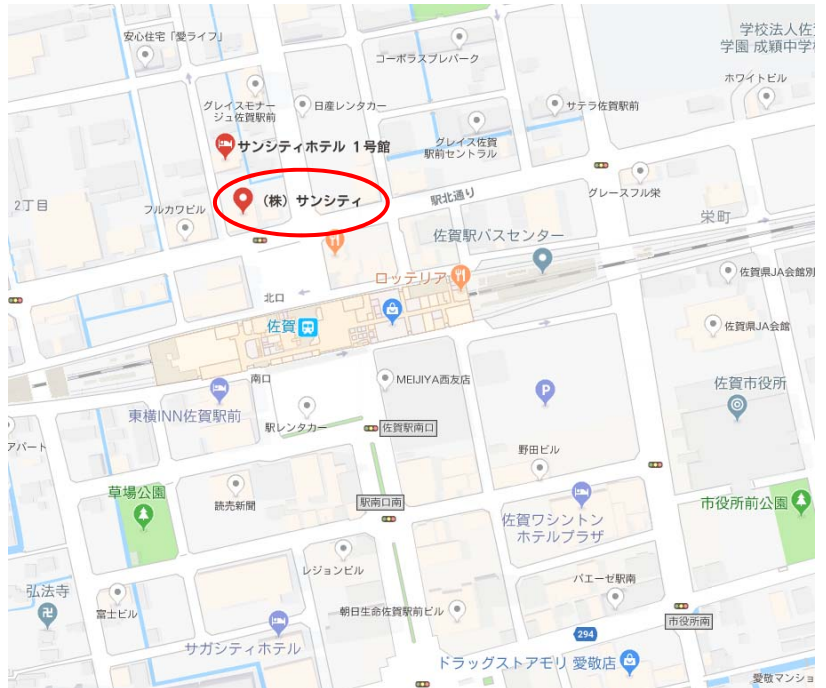 安心住宅「愛ライフ」
コーポラスプレパーク
学校法人佐
学園 成穎中学校
ホワイトビル
グレイスモナー
ジュ佐賀駅前
日産レンタカー
サテラ佐賀駅前
サンシティホテル 1号館
グレイス佐賀
駅前セントラル
2丁目
フルカワビル
(株) サンシティ
駅北通り
グレースフル栄
栄町
佐賀駅バスセンター
ロッテリア
佐賀県JA会館別
北口
佐賀
佐賀県JA会館
南口
MEIJIYA西友店
東横INN佐賀駅前
佐賀市役所
駅レンタカー
佐賀駅南口
アパート
野田ビル
草場公園
読売新聞
駅南口南
佐賀ワシントン
ホテルプラザ
市役所前公園
レジョンビル
パエーゼ駅南
弘法寺
富士ビル
朝日生命佐賀駅前ビル
市役所南
294
サガシティホテル
ドラッグストアモリ 愛敬店
愛敬マンショ